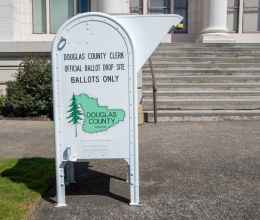 DOUGLAS COUNTY CLERK
OFFICIAL BALLOT DROP SITE
BALLOTS ONLY
DOUGLAS
COUNTY